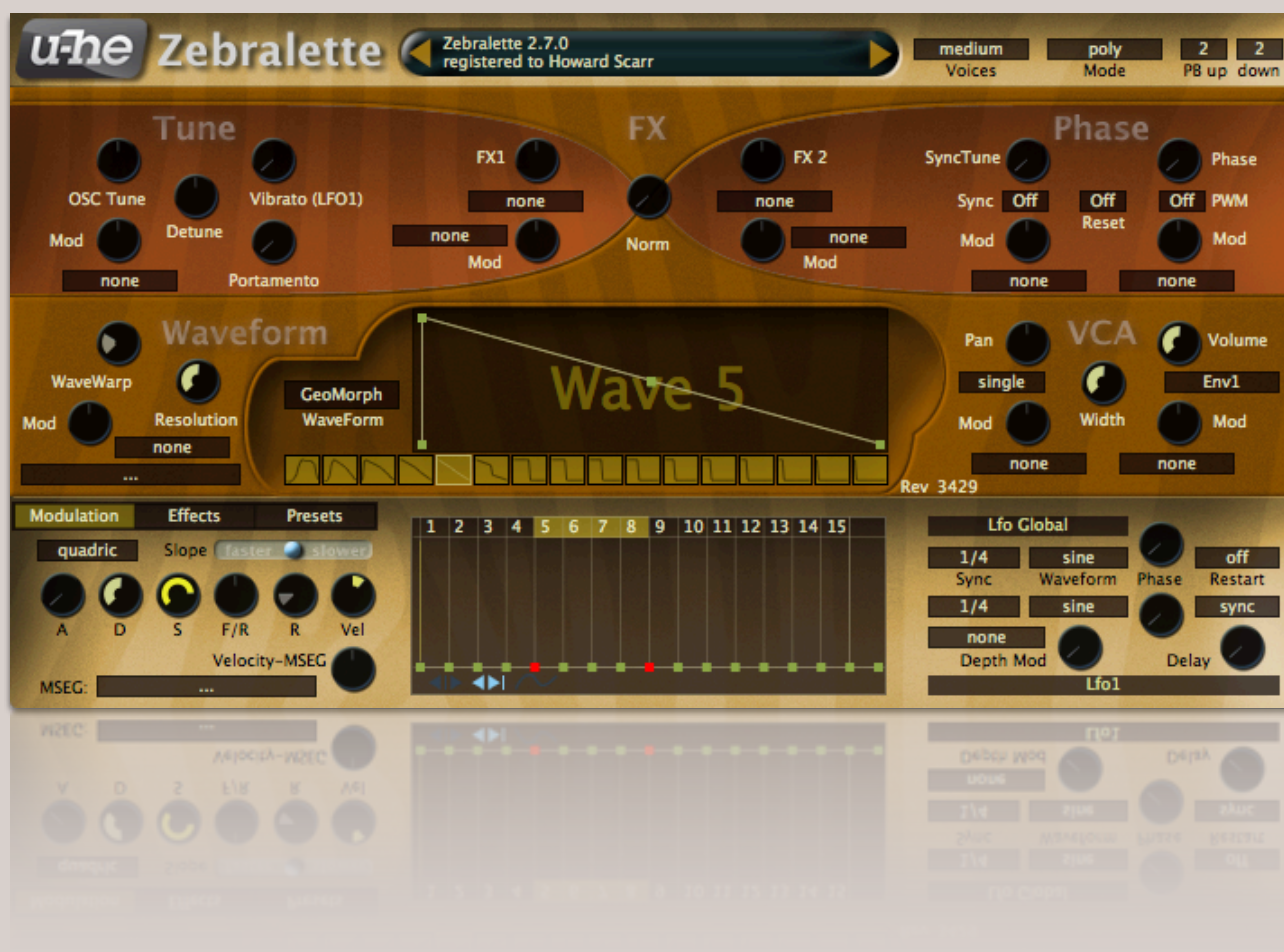 u-he Zebralette
Zebralette 2.7.0
registered to Howard Scarr
medium poly 2 2
Voices Mode PB up down
Tune FX Phase
FX1 FX 2 SyncTune Phase
OSC Tune Vibrato (LFO1) none none Sync Off Off Off PWM
Reset
Mod Detune none Mod Norm none Mod Mod Mod
none Portamento none none
Waveform Pan VCA Volume
WaveWarp single Env1
GeoMorph Wave 5
Mod Resolution WaveForm Mod Width Mod
none
... none none
Rev 3429
Modulation Effects Presets 1 2 3 4 5 6 7 8 9 10 11 12 13 14 15 Lfo Global
quadric Slope faster slower 1/4 sine off
Sync Waveform Phase Restart
1/4 sine sync
A D S F/R R Vel
none
Velocity-MSEG Depth Mod Delay
MSEG: ... Lfo1